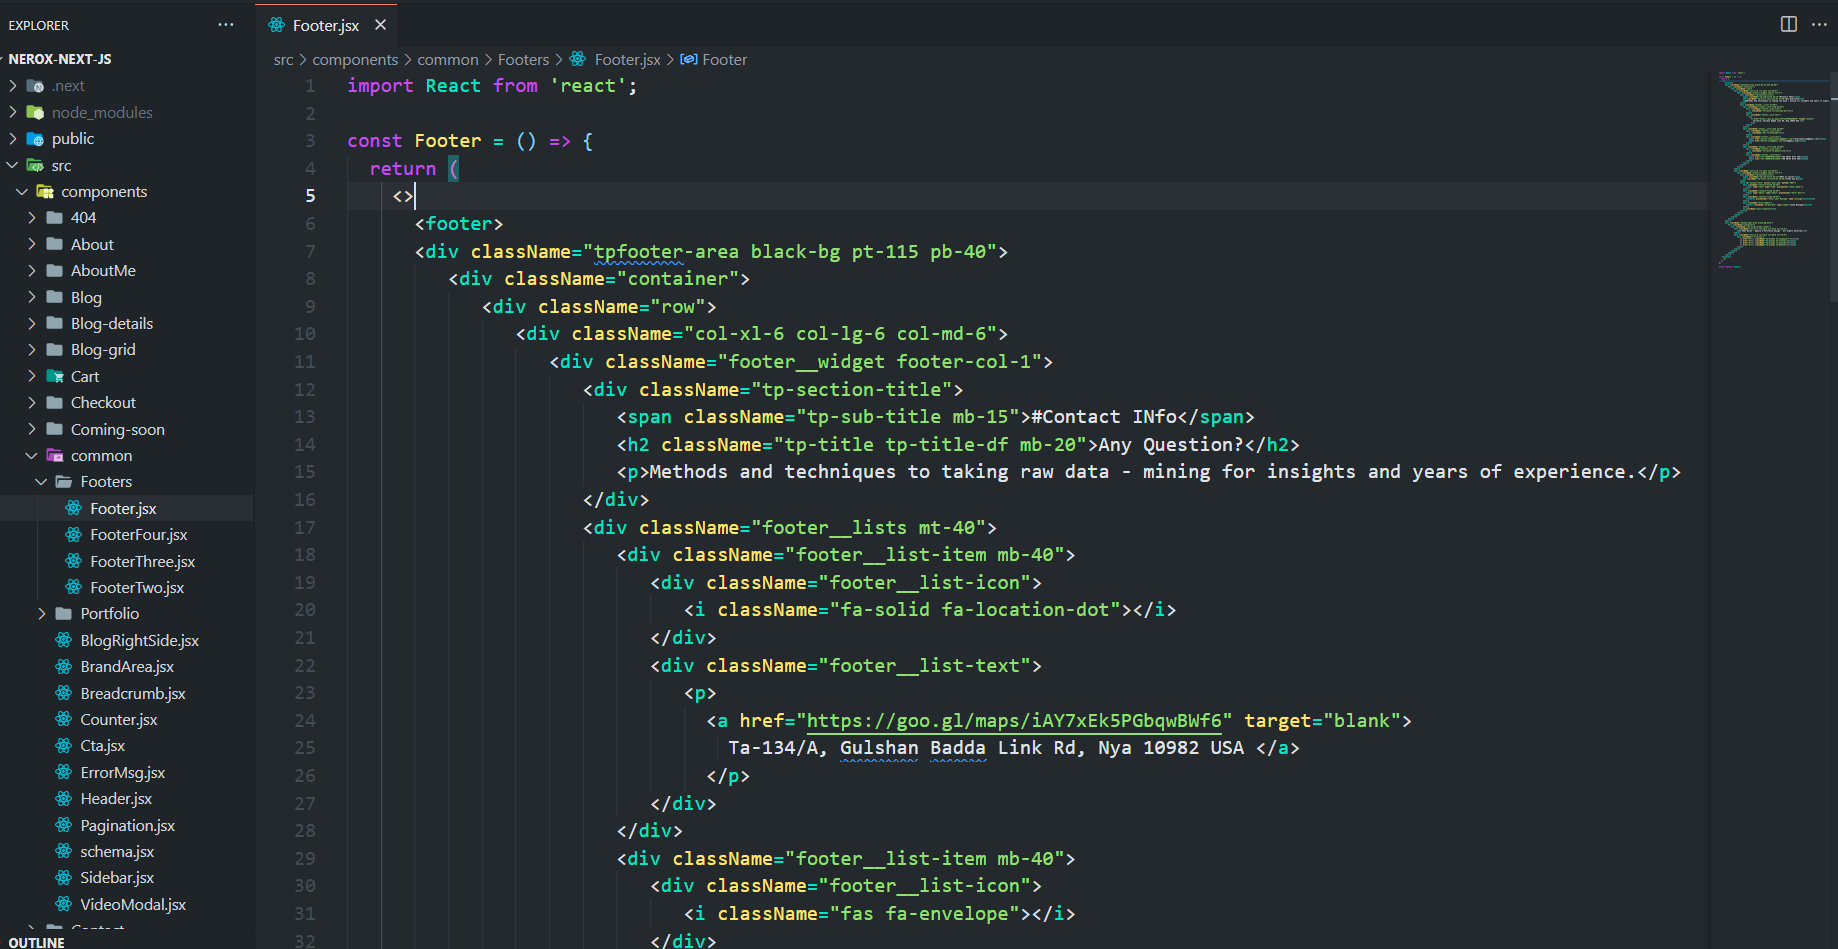 EXPLORER
NEROX-NEXT-JS
.next
node_modules
public
src
components
404
About
AboutMe
Blog
Blog-details
Blog-grid
Cart
Checkout
Coming-soon
common
Footers
Footer.jsx
FooterFour.jsx
FooterThree.jsx
FooterTwo.jsx
Portfolio
BlogRightSide.jsx
BrandArea.jsx
Breadcrumb.jsx
Counter.jsx
Cta.jsx
ErrorMsg.jsx
Header.jsx
Pagination.jsx
schema.jsx
Sidebar.jsx
VideoModal.jsx
OUTLINE
Footer.jsx
src > components > common > Footers > Footer.jsx > Footer
1 import React from 'react';
2
3 const Footer = () => {
4 return (
5 <>
6 <footer>
7 <div className="tpfooter-area black-bg pt-115 pb-40">
8 <div className="container">
9 <div className="row">
10 <div className="col-xl-6 col-lg-6 col-md-6">
11 <div className="footer__widget footer-col-1">
12 <div className="tp-section-title">
13 <span className="tp-sub-title mb-15">#Contact INfo</span>
14 <h2 className="tp-title tp-title-df mb-20">Any Question?</h2>
15 <p>Methods and techniques to taking raw data - mining for insights and years of experience.</p>
16 </div>
17 <div className="footer__lists mt-40">
18 <div className="footer__list-item mb-40">
19 <div className="footer__list-icon">
20 <i className="fa-solid fa-location-dot"></i>
21 </div>
22 <div className="footer__list-text">
23 <p>
24 <a href="https://goo.gl/maps/iAY7xEk5PGbqwBWf6" target="blank">
25 Ta-134/A, Gulshan Badda Link Rd, Nya 10982 USA </a>
26 </p>
27 </div>
28 </div>
29 <div className="footer__list-item mb-40">
30 <div className="footer__list-icon">
31 <i className="fas fa-envelope"></i>
32 </div>